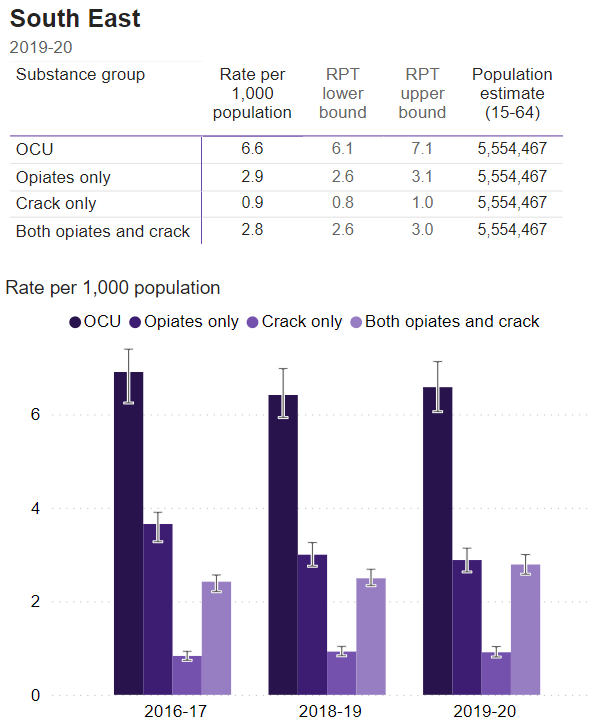 South East
2019-20
Substance group Rate per 1,000 population RPT lower bound RPT upper bound Population estimate (15-64)
OCU 6.6 6.1 7.1 5,554,467
Opiates only 2.9 2.6 3.1 5,554,467
Crack only 0.9 0.8 1.0 5,554,467
Both opiates and crack 2.8 2.6 3.0 5,554,467
Rate per 1,000 population
OCU Opiates only Crack only Both opiates and crack
6
4
2
0
2016-17 2018-19 2019-20